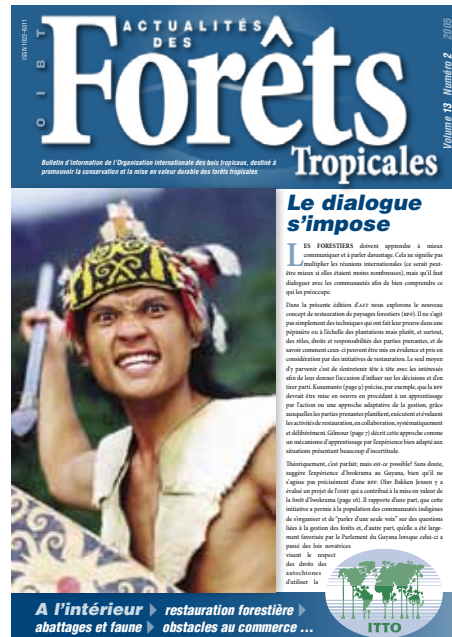 ISSN 1022-6311
O I B T
ACTUALITÉS
DES
Forêts
Tropicales
Volume 13 Numéro 2 2005
Bulletin d'information de l'Organisation internationale des bois tropicaux, destiné à
promouvoir la conservation et la mise en valeur durable des forêts tropicales
Le dialogue
s'impose
LES FORESTIERS doivent apprendre à mieux
communiquer et à parler davantage. Cela ne signifie pas
multiplier les réunions internationales (ce serait peut-
être mieux si elles étaient moins nombreuses), mais qu'il faut
dialoguer avec les communautés afin de bien comprendre ce
qui les préoccupe.
Dans la présente édition d'AFT nous explorons le nouveau
concept de restauration de paysages forestiers (RPF). Il ne s'agit
pas simplement des techniques qui ont fait leur preuve dans une
pépinière ou à l'échelle des plantations mais plutôt, et surtout,
des rôles, droits et responsabilités des parties prenantes, et de
savoir comment ceux-ci peuvent être mis en évidence et pris en
considération par des initiatives de restauration. Le seul moyen
d'y parvenir c'est de s'entretenir tête à tête avec les intéressés
afin de leur donner l'occasion d'influer sur les décisions et d'en
tirer parti. Kusumanto (page 9) précise, par exemple, que la RPF
devrait être mise en oeuvre en procédant à un apprentissage
par l'action ou une approche adaptative de la gestion, grâce
auxquelles les parties prenantes planifient, exécutent et évaluent
les activités de restauration, en collaboration, systématiquement
et délibérément. Gilmour (page 7) décrit cette approche comme
un mécanisme d'apprentissage par l'expérience bien adapté aux
situations présentant beaucoup d'incertitude.
Théoriquement, c'est parfait; mais est-ce possible? Sans doute,
suggère l'expérience d'Iwokrama au Guyana, bien qu'il ne
s'agisse pas précisément d'une RPF: Olav Bakken Jensen y a
évalué un projet de l'OIBT qui a contribué à la mise en valeur de
la forêt d'Iwokrama (page 16). Il rapporte d'une part, que cette
initiative a permis à la population des communautés indigènes
de s'organiser et de "parler d'une seule voix" sur des questions
liées à la gestion des forêts et, d'autre part, qu'elle a été large-
ment favorisée par le Parlement du Guyana lorsque celui-ci a
passé des lois novatrices
visant le respect
des droits des
autochtones
d'utiliser la
A l'intérieur restauration forestière
abattages et faune obstacles au commerce ...
ITTO